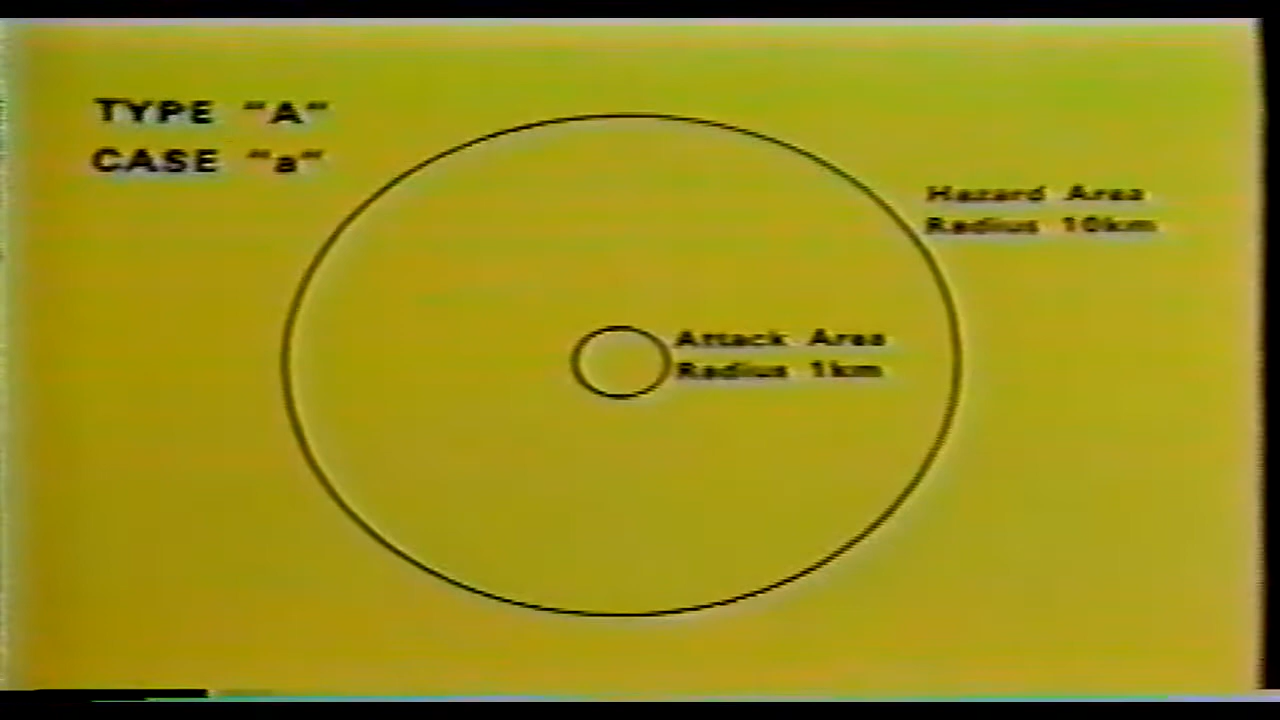 TYPE "A"
CASE "a"
Hazard Area
Radius 10km
Attack Area
Radius 1km